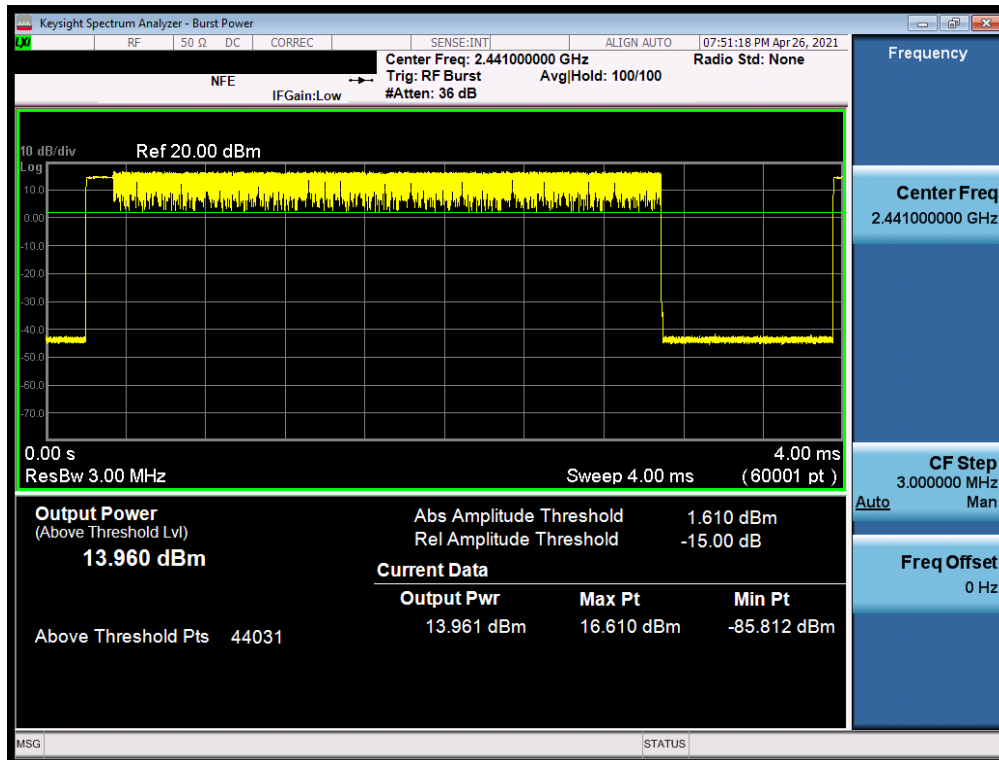 Keysight Spectrum Analyzer - Burst Power
LXI RF 50 Ω DC CORREC SENSE:INT ALIGN AUTO 07:51:18 PM Apr 26, 2021
Center Freq: 2.441000000 GHz Radio Std: None
NFE Trig: RF Burst Avg|Hold: 100/100
IFGain:Low #Atten: 36 dB
10 dB/div Ref 20.00 dBm
Log
10.0
0.00
-10.0
-20.0
-30.0
-40.0
-50.0
-60.0
-70.0
0.00 s 4.00 ms
ResBw 3.00 MHz Sweep 4.00 ms (60001 pt )
Output Power
(Above Threshold Lvl)
13.960 dBm
Above Threshold Pts 44031
Abs Amplitude Threshold 1.610 dBm
Rel Amplitude Threshold -15.00 dB
Current Data
Output Pwr Max Pt Min Pt
13.961 dBm 16.610 dBm -85.812 dBm
Frequency
Center Freq
2.441000000 GHz
CF Step
3.000000 MHz
Auto Man
Freq Offset
0 Hz
MSG STATUS